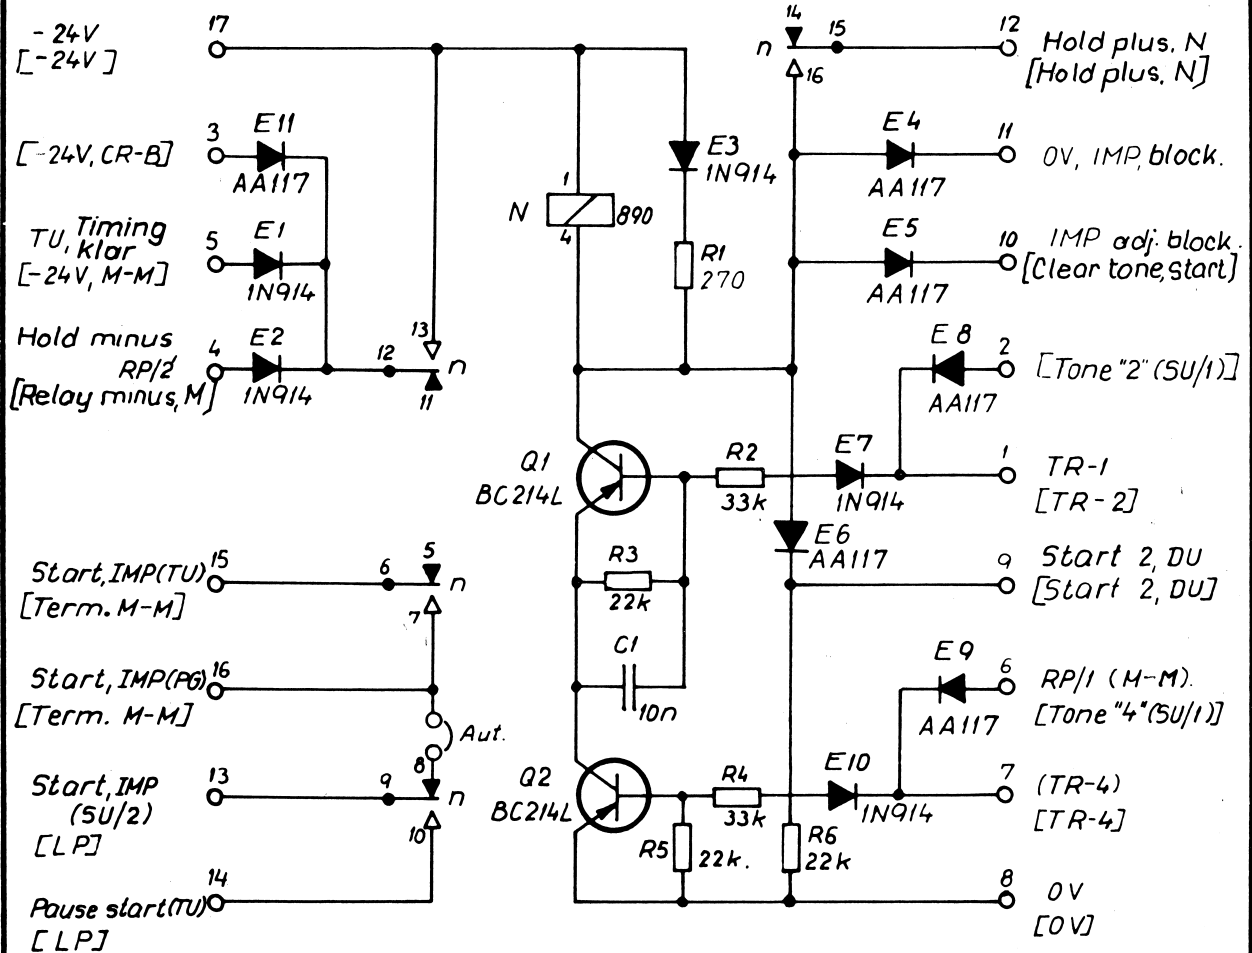 - 24V
[-24V]
17
3
E11
[-24V, CR-B]
AA117
TU, Timing
klar
5
E1
[-24V, M-M]
1N914
Hold minus
RP/2
4
E2
[Relay minus, M]
1N914
12
13
n
11
1
N
890
4
E3
1N914
R1
270
14
n
15
16
12
Hold plus, N
[Hold plus, N]
E4
AA117
11
0V, IMP, block.
E5
AA117
10
IMP adj. block.
[Clear tone, start]
E8
AA117
2
[Tone "2" (SU/1)]
Q1
BC214L
R2
33k
E7
1N914
1
TR-1
[TR-2]
E6
AA117
9
Start 2, DU
[Start 2, DU]
R3
22k
C1
10n
Start, IMP(TU)
15
[Term. M-M]
6
5
n
7
Start, IMP(PG)
16
[Term. M-M]
Aut.
8
Start, IMP
(SU/2)
13
[LP]
9
n
10
Pause start(TU)
14
[LP]
Q2
BC214L
R4
33k
E10
1N914
E9
AA117
6
RP/1 (M-M).
[Tone "4" (SU/1)]
7
(TR-4)
[TR-4]
R5
22k.
R6
22k
8
0V
[0V]